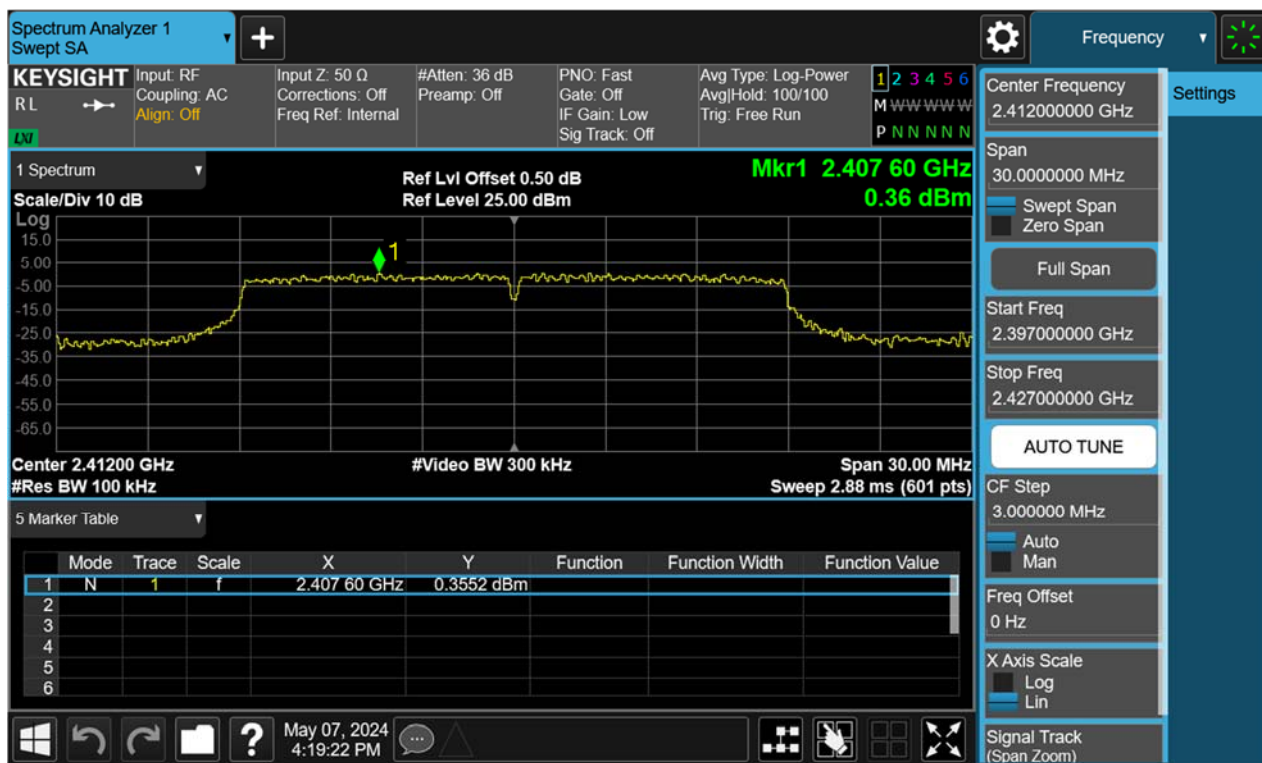 Spectrum Analyzer 1
Swept SA
+
Frequency
KEYSIGHT
R L
LXI
Input: RF
Coupling: AC
Align: Off
Input Z: 50 Ω
Corrections: Off
Freq Ref: Internal
#Atten: 36 dB
Preamp: Off
PNO: Fast
Gate: Off
IF Gain: Low
Sig Track: Off
Avg Type: Log-Power
Avg|Hold: 100/100
Trig: Free Run
1 2 3 4 5 6
M W W W W W
P N N N N N
1 Spectrum
Scale/Div 10 dB
Ref Lvl Offset 0.50 dB
Ref Level 25.00 dBm
Mkr1 2.407 60 GHz
0.36 dBm
Log
15.0
5.00
-5.00
-15.0
-25.0
-35.0
-45.0
-55.0
-65.0
1
Center 2.41200 GHz
#Res BW 100 kHz
#Video BW 300 kHz
Span 30.00 MHz
Sweep 2.88 ms (601 pts)
5 Marker Table
Mode Trace Scale X Y Function Function Width Function Value
1 N 1 f 2.407 60 GHz 0.3552 dBm
2
3
4
5
6
?
May 07, 2024
4:19:22 PM
Center Frequency
2.412000000 GHz
Settings
Span
30.0000000 MHz
Swept Span
Zero Span
Full Span
Start Freq
2.397000000 GHz
Stop Freq
2.427000000 GHz
AUTO TUNE
CF Step
3.000000 MHz
Auto
Man
Freq Offset
0 Hz
X Axis Scale
Log
Lin
Signal Track
(Span Zoom)